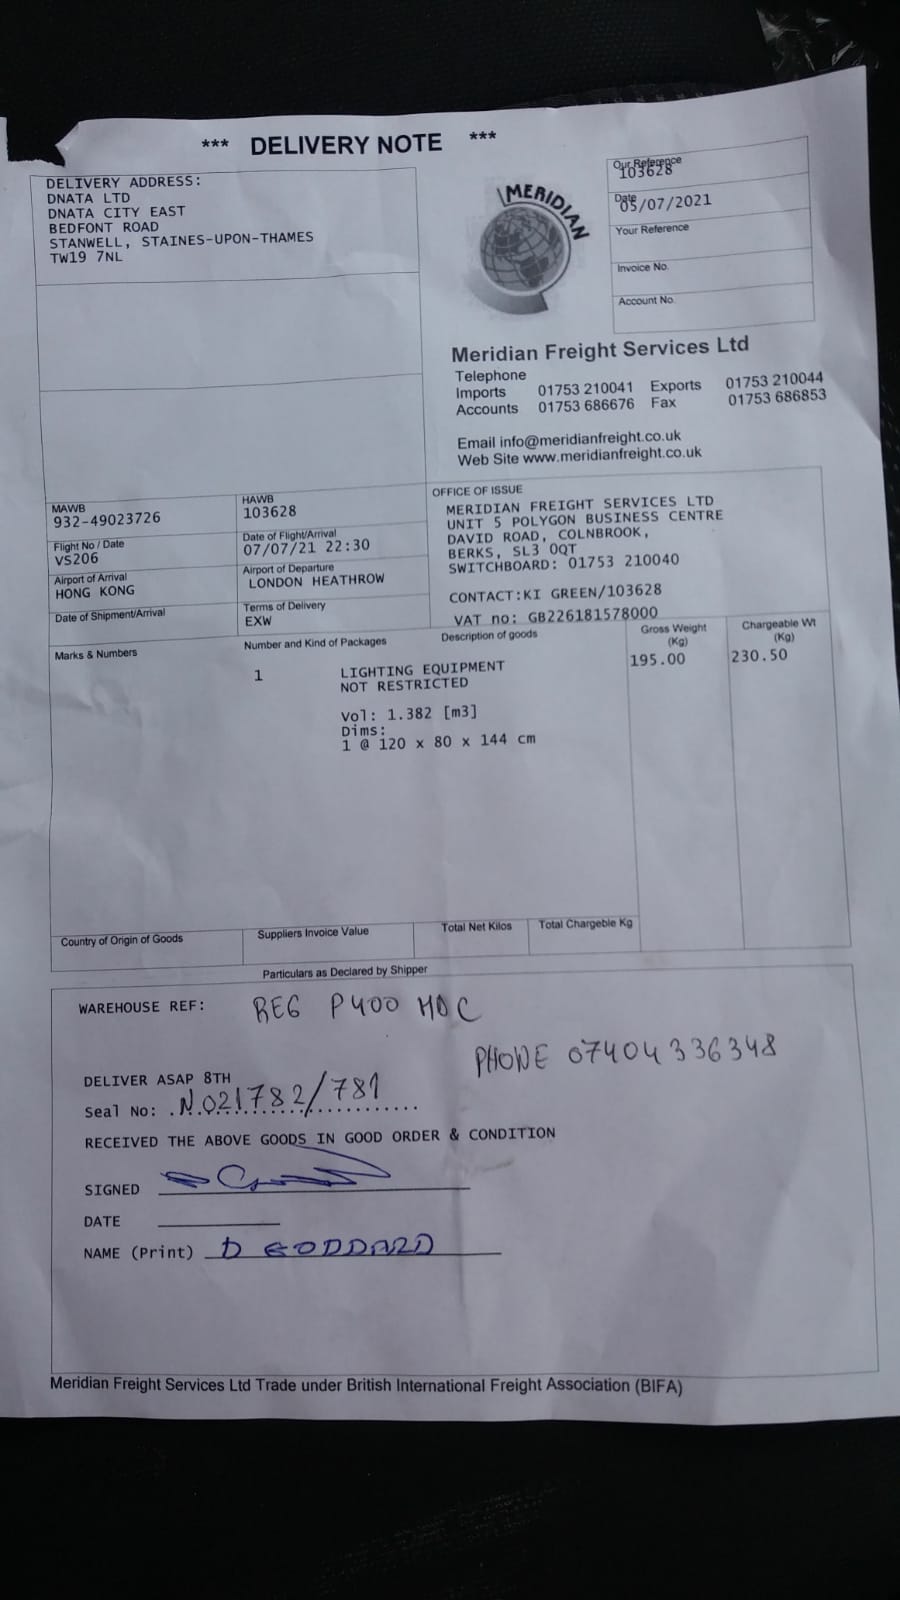 *** DELIVERY NOTE ***
DELIVERY ADDRESS:
DNATA LTD
DNATA CITY EAST
BEDFONT ROAD
STANWELL, STAINES-UPON-THAMES
TW19 7NL
MERIDIAN
Our Reference
103628
Date
05/07/2021
Your Reference
Invoice No.
Account No.
Meridian Freight Services Ltd
Telephone
Imports 01753 210041 Exports 01753 210044
Accounts 01753 686676 Fax 01753 686853
Email info@meridianfreight.co.uk
Web Site www.meridianfreight.co.uk
MAWB
932-49023726
HAWB
103628
Flight No / Date
VS206
Date of Flight/Arrival
07/07/21 22:30
Airport of Arrival
HONG KONG
Airport of Departure
LONDON HEATHROW
Date of Shipment/Arrival
Terms of Delivery
EXW
OFFICE OF ISSUE
MERIDIAN FREIGHT SERVICES LTD
UNIT 5 POLYGON BUSINESS CENTRE
DAVID ROAD, COLNBROOK,
BERKS, SL3 0QT
SWITCHBOARD: 01753 210040
CONTACT:KI GREEN/103628
VAT no: GB226181578000
Marks & Numbers
Number and Kind of Packages
Description of goods
Gross Weight
(Kg)
Chargeable Wt
(Kg)
1 LIGHTING EQUIPMENT 195.00 230.50
NOT RESTRICTED
Vol: 1.382 [m3]
Dims:
1 @ 120 x 80 x 144 cm
Country of Origin of Goods
Suppliers Invoice Value
Total Net Kilos
Total Chargeble Kg
Particulars as Declared by Shipper
WAREHOUSE REF: REG P400 MDC
PHONE 07404 336348
DELIVER ASAP 8TH
Seal No: N.021782/781
RECEIVED THE ABOVE GOODS IN GOOD ORDER & CONDITION
SIGNED
DATE
NAME (Print) D GODDARD
Meridian Freight Services Ltd Trade under British International Freight Association (BIFA)